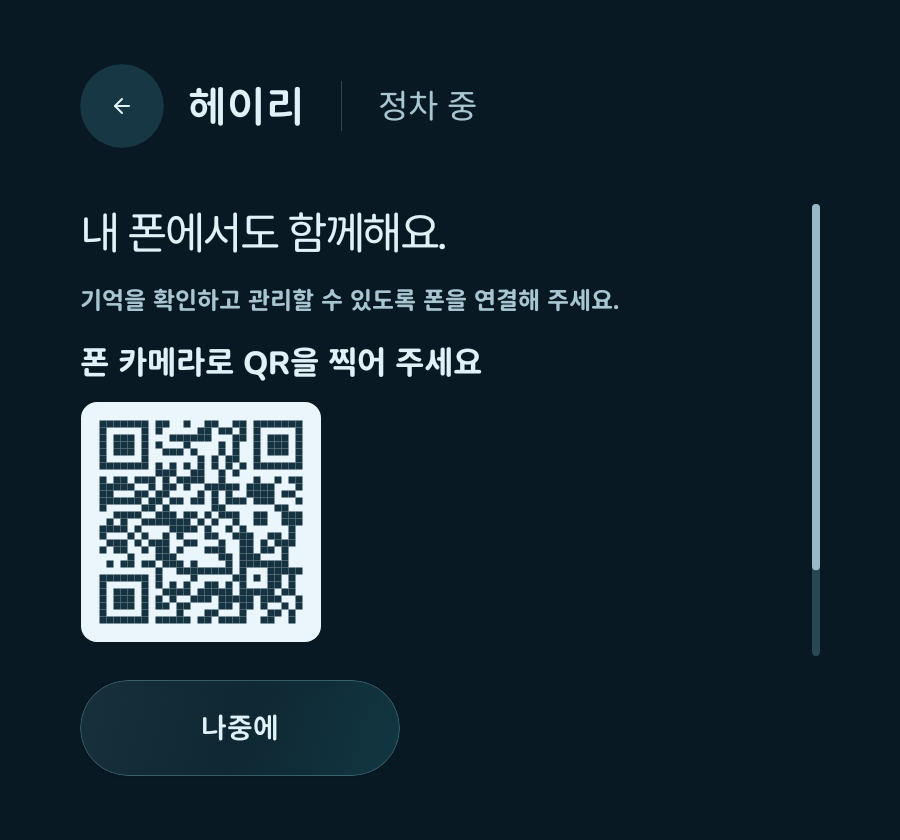 헤이리
정차 중
내 폰에서도 함께해요.
기억을 확인하고 관리할 수 있도록 폰을 연결해 주세요.
폰 카메라로 QR을 찍어 주세요
나중에